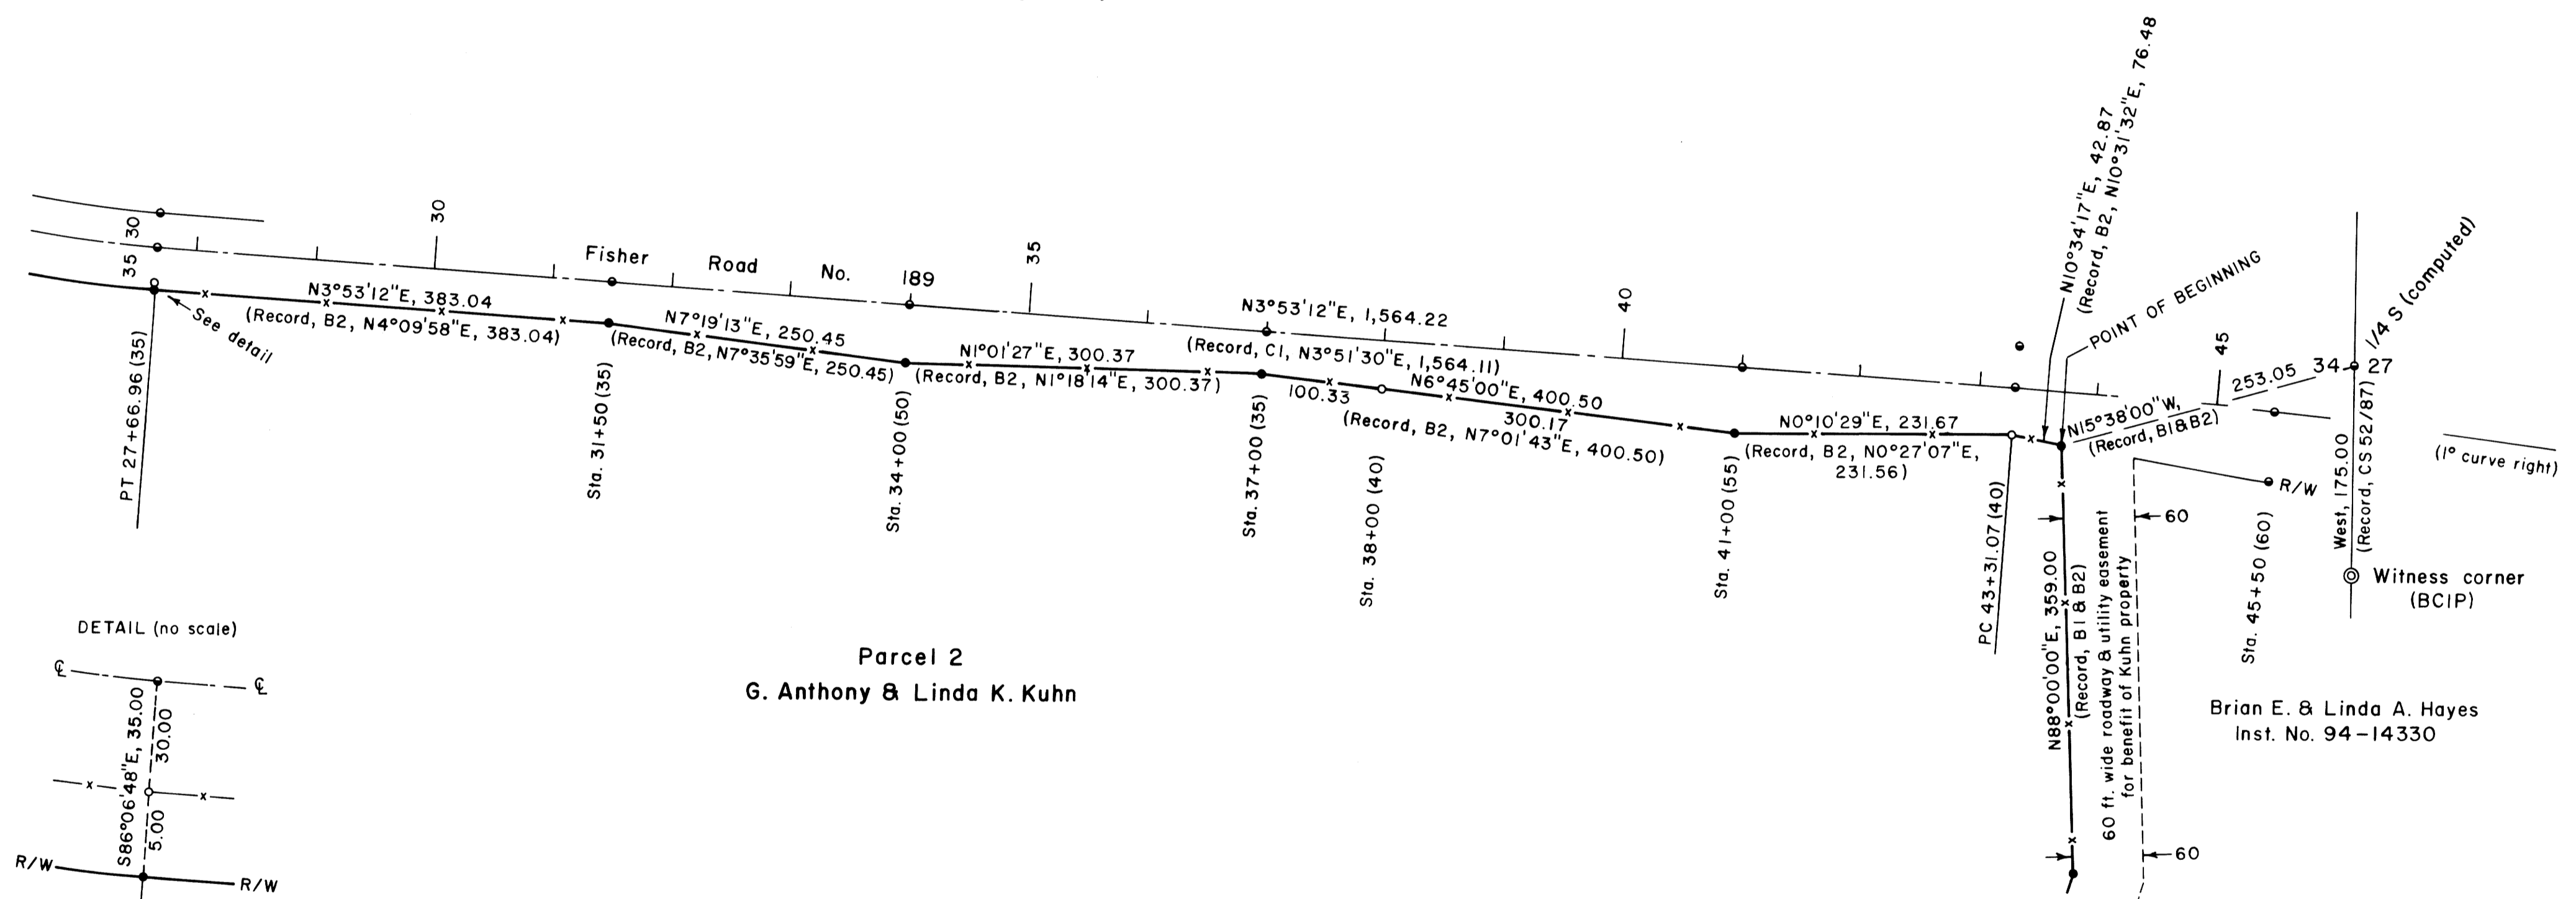 N10°34'17"E, 42.87
(Record, B2, N10°31'32"E, 76.48
30
35
30
Fisher Road No. 189
35
N3°53'12"E, 1,564.22
(Record, C1, N3°51'30"E, 1,564.11)
40
POINT OF BEGINNING
45
1/4 S (computed)
34
27
253.05
N15°38'00"W,
(Record, B1&B2)
N3°53'12"E, 383.04
(Record, B2, N4°09'58"E, 383.04)
See detail
N7°19'13"E, 250.45
(Record, B2, N7°35'59"E, 250.45)
N1°01'27"E, 300.37
(Record, B2, N1°18'14"E, 300.37)
100.33
N6°45'00"E, 400.50
300.17
(Record, B2, N7°01'43"E, 400.50)
N0°10'29"E, 231.67
(Record, B2, N0°27'07"E,
231.56)
(1° curve right)
PT 27+66.96 (35)
Sta. 31+50 (35)
Sta. 34+00 (50)
Sta. 37+00 (35)
Sta. 38+00 (40)
Sta. 41+00 (55)
PC 43+31.07 (40)
N88°00'00"E, 359.00
(Record, B1 & B2)
60 ft. wide roadway & utility easement
for benefit of Kuhn property
60
60
R/W
Sta. 45+50 (60)
West, 175.00
(Record, CS 52/87)
Witness corner
(BCIP)
Parcel 2
G. Anthony & Linda K. Kuhn
Brian E. & Linda A. Hayes
Inst. No. 94-14330
DETAIL (no scale)
℄
℄
S86°06'48"E, 35.00
30.00
5.00
R/W
R/W